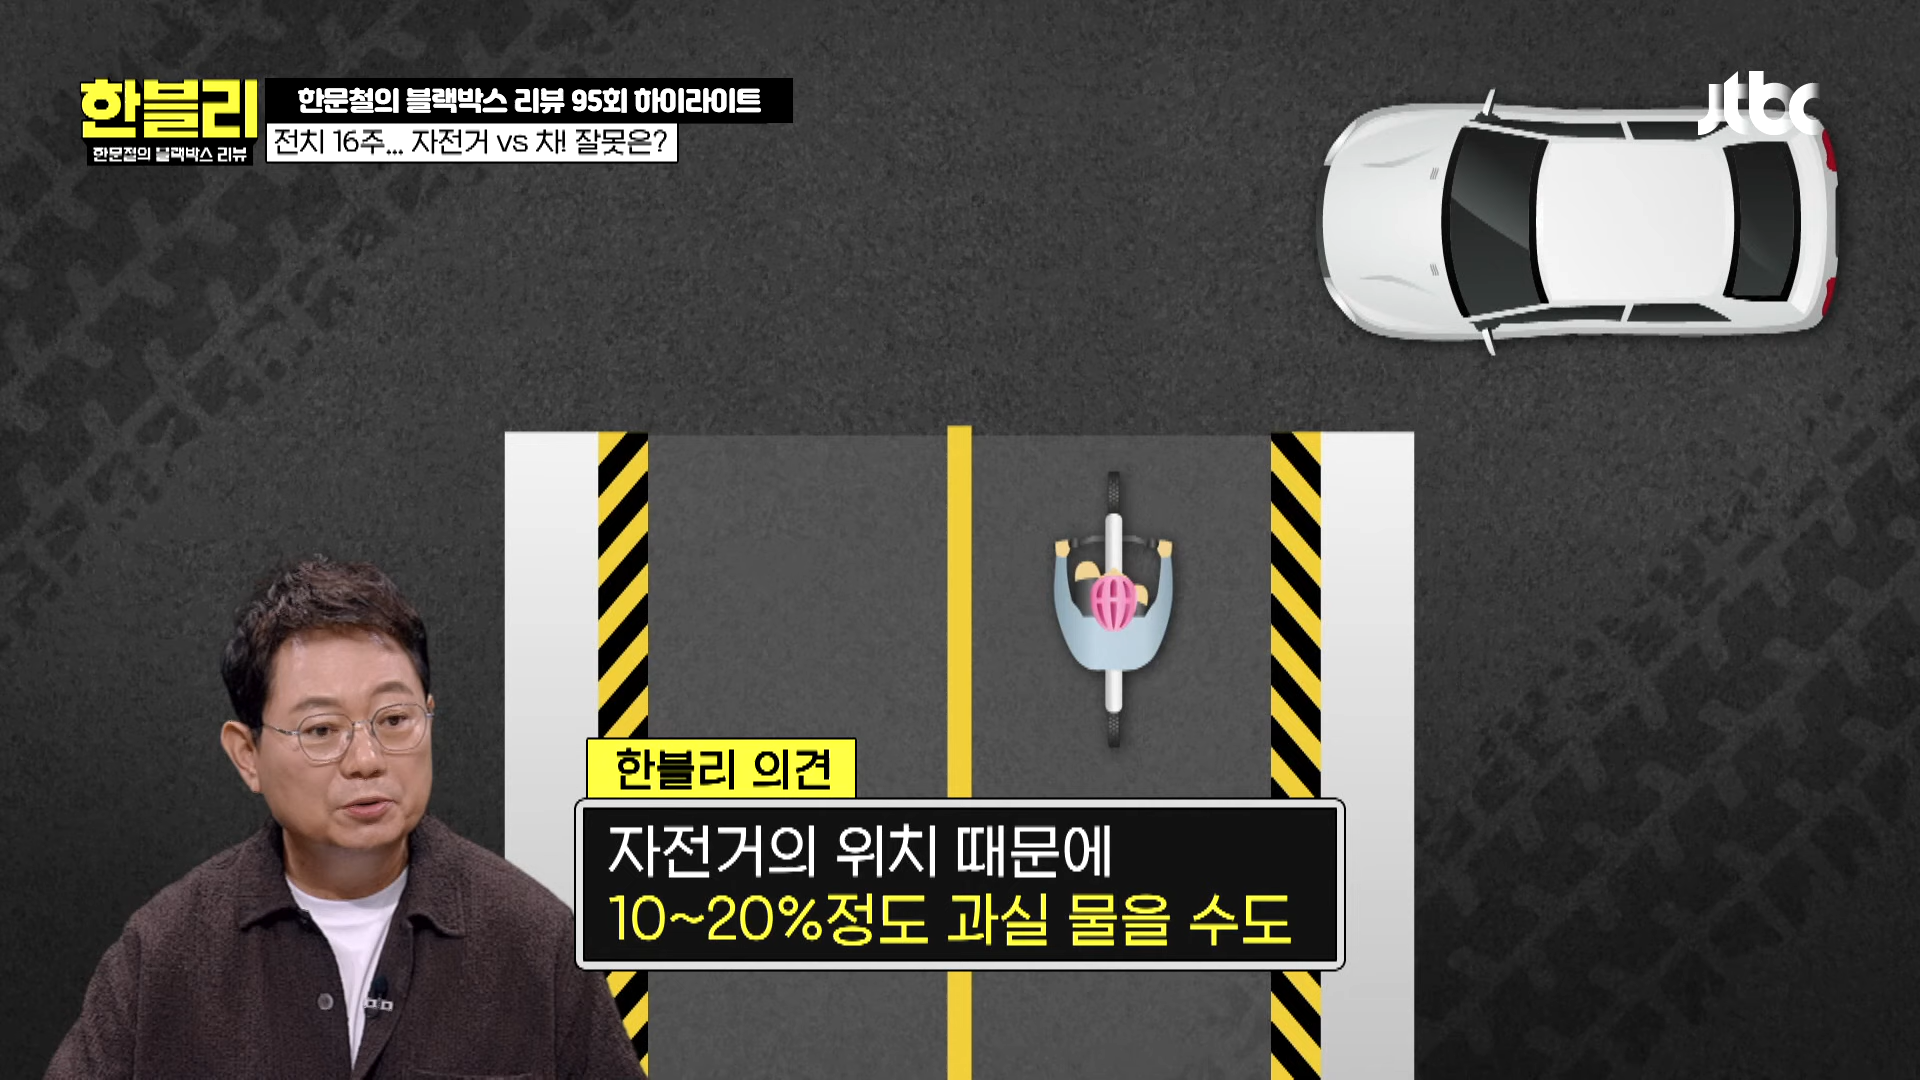 한블리
한문철의 블랙박스 리뷰
한문철의 블랙박스 리뷰 95회 하이라이트
전치 16주... 자전거 vs 차! 잘못은?
jtbc
한블리 의견
자전거의 위치 때문에
10~20%정도 과실 물을 수도